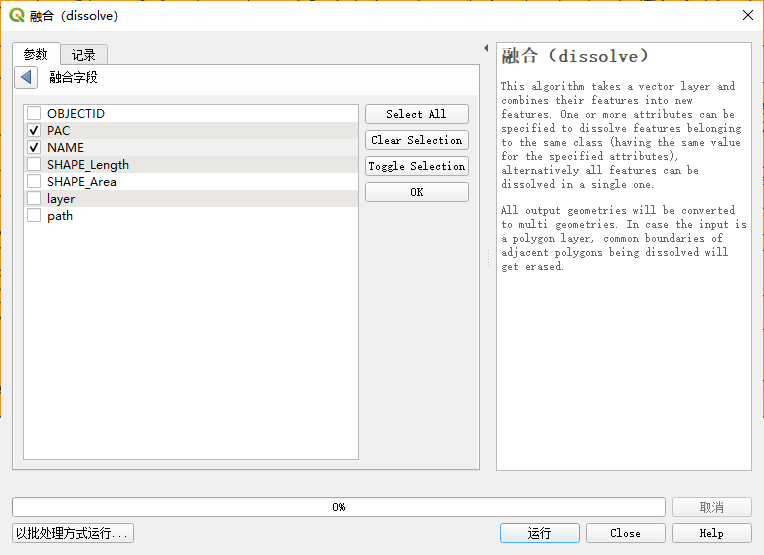 融合（dissolve）
参数
记录
融合字段
OBJECTID
PAC
NAME
SHAPE_Length
SHAPE_Area
layer
path
Select All
Clear Selection
Toggle Selection
OK
融合（dissolve）
This algorithm takes a vector layer and
combines their features into new
features. One or more attributes can be
specified to dissolve features belonging
to the same class (having the same value
for the specified attributes),
alternatively all features can be
dissolved in a single one.
All output geometries will be converted
to multi geometries. In case the input is
a polygon layer, common boundaries of
adjacent polygons being dissolved will
get erased.
0%
取消
以批处理方式运行...
运行
Close
Help